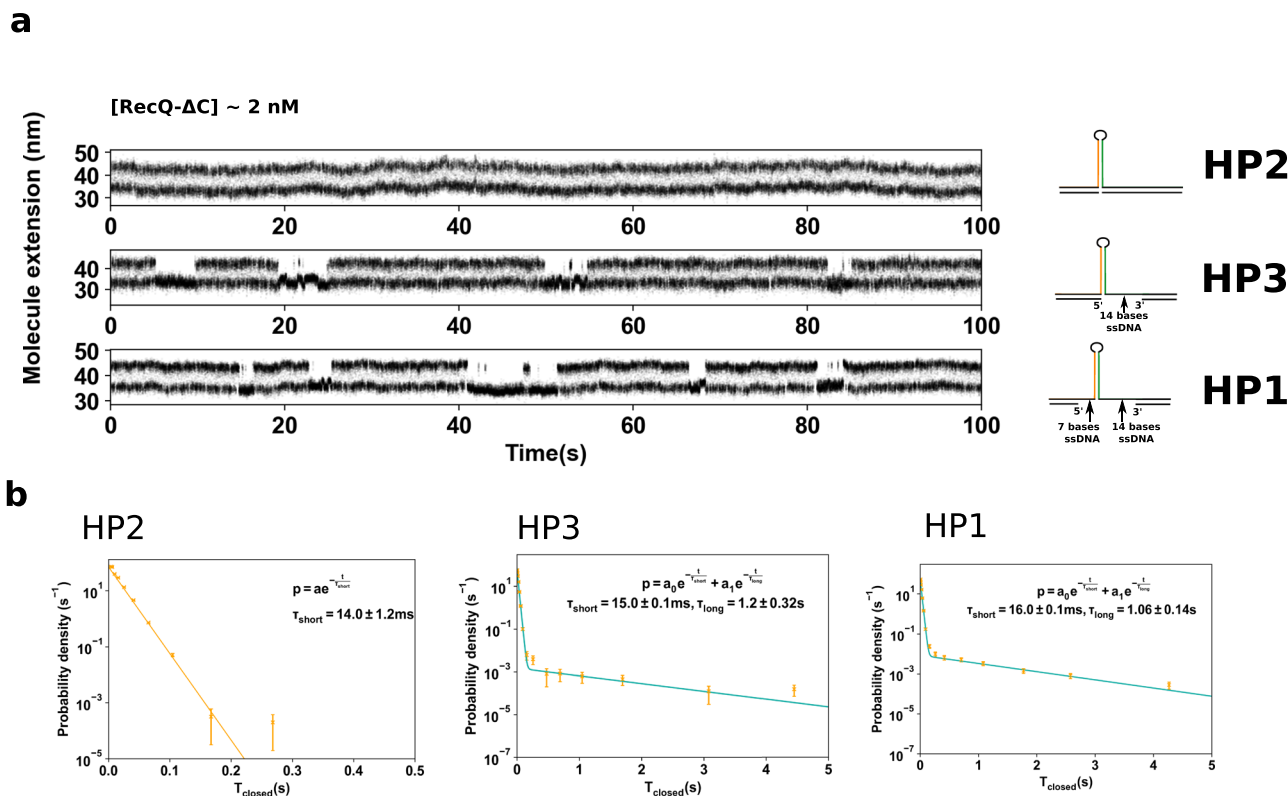 a
[RecQ-ΔC] ~ 2 nM
Molecule extension (nm)
50
40
30
0 20 40 60 80 100
HP2
40
30
0 20 40 60 80 100
5' 3'
14 bases
ssDNA
HP3
50
40
30
0 20 40 60 80 100
Time(s)
5' 3'
7 bases 14 bases
ssDNA ssDNA
HP1
b
HP2
Probability density (s⁻¹)
10¹
10⁻¹
10⁻³
10⁻⁵
p = ae^(-t/τshort)
τshort = 14.0 ± 1.2ms
0.0 0.1 0.2 0.3 0.4 0.5
Tclosed(s)
HP3
Probability density (s⁻¹)
10¹
10⁻¹
10⁻³
10⁻⁵
10⁻⁷
p = a₀e^(-t/τshort) + a₁e^(-t/τlong)
τshort = 15.0 ± 0.1ms, τlong = 1.2 ± 0.32s
0 1 2 3 4 5
Tclosed(s)
HP1
Probability density (s⁻¹)
10¹
10⁻¹
10⁻³
10⁻⁵
10⁻⁷
p = a₀e^(-t/τshort) + a₁e^(-t/τlong)
τshort = 16.0 ± 0.1ms, τlong = 1.06 ± 0.14s
0 1 2 3 4 5
Tclosed(s)